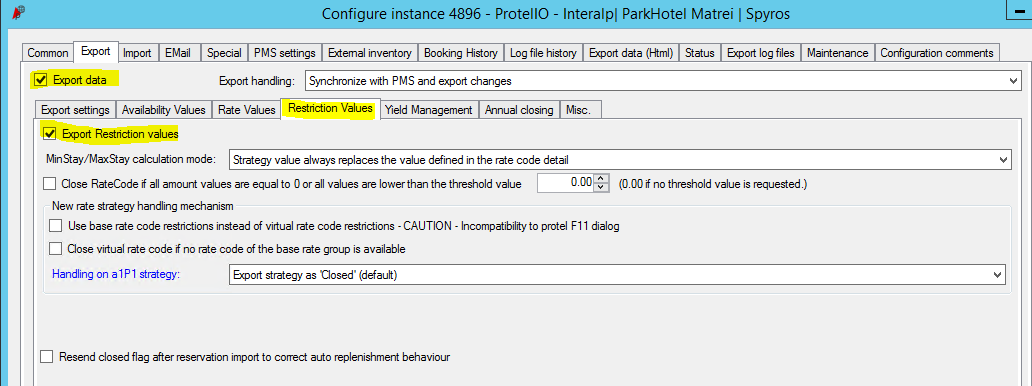 Configure instance 4896 - ProtelIO - Interalp| ParkHotel Matrei | Spyros
Common Export Import EMail Special PMS settings External inventory Booking History Log file history Export data (Html) Status Export log files Maintenance Configuration comments
Export data Export handling: Synchronize with PMS and export changes
Export settings Availability Values Rate Values Restriction Values Yield Management Annual closing Misc.
Export Restriction values
MinStay/MaxStay calculation mode: Strategy value always replaces the value defined in the rate code detail
Close RateCode if all amount values are equal to 0 or all values are lower than the threshold value 0.00 (0.00 if no threshold value is requested.)
New rate strategy handling mechanism
Use base rate code restrictions instead of virtual rate code restrictions - CAUTION - Incompatibility to protel F11 dialog
Close virtual rate code if no rate code of the base rate group is available
Handling on a1P1 strategy: Export strategy as 'Closed' (default)
Resend closed flag after reservation import to correct auto replenishment behaviour